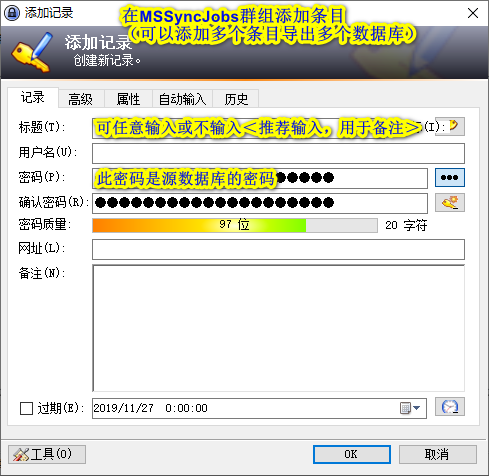 添加记录
在MSSyncJobs群组添加条目
（可以添加多个条目导出多个数据库）
添加记录
创建新记录。
记录 高级 属性 自动输入 历史
标题(T): 可任意输入或不输入＜推荐输入，用于备注＞ (I):
用户名(U):
密码(P): 此密码是源数据库的密码 ●●●●●● •••
确认密码(R): ●●●●●●●●●●●●●●●●●●●●
密码质量: 97 位 20 字符
网址(L):
备注(N):
过期(E): 2019/11/27 0:00:00
工具(O) OK 取消